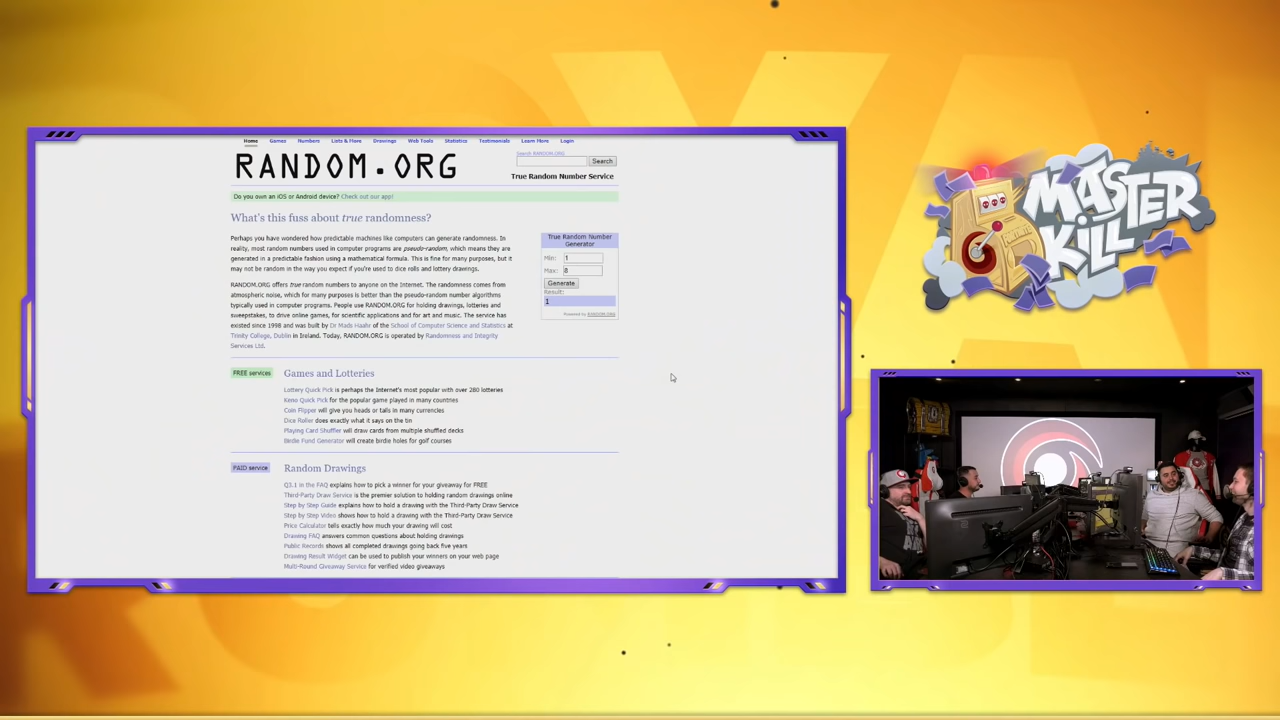 Home Games Numbers Lists & More Drawings Web Tools Statistics Testimonials Learn More Login
RANDOM.ORG
Search RANDOM.ORG
Search
True Random Number Service
Do you own an iOS or Android device? Check out our app!
What's this fuss about true randomness?
Perhaps you have wondered how predictable machines like computers can generate randomness. In
reality, most random numbers used in computer programs are pseudo-random, which means they are
generated in a predictable fashion using a mathematical formula. This is fine for many purposes, but it
may not be random in the way you expect if you're used to dice rolls and lottery drawings.
RANDOM.ORG offers true random numbers to anyone on the Internet. The randomness comes from
atmospheric noise, which for many purposes is better than the pseudo-random number algorithms
typically used in computer programs. People use RANDOM.ORG for holding drawings, lotteries and
sweepstakes, to drive online games, for scientific applications and for art and music. The service has
existed since 1998 and was built by Dr Mads Haahr of the School of Computer Science and Statistics at
Trinity College, Dublin in Ireland. Today, RANDOM.ORG is operated by Randomness and Integrity
Services Ltd.
True Random Number
Generator
Min: 1
Max: 8
Generate
Result:
1
Powered by RANDOM.ORG
FREE services
Games and Lotteries
Lottery Quick Pick is perhaps the Internet's most popular with over 280 lotteries
Keno Quick Pick for the popular game played in many countries
Coin Flipper will give you heads or tails in many currencies
Dice Roller does exactly what it says on the tin
Playing Card Shuffler will draw cards from multiple shuffled decks
Birdie Fund Generator will create birdie holes for golf courses
PAID service
Random Drawings
Q3.1 in the FAQ explains how to pick a winner for your giveaway for FREE
Third-Party Draw Service is the premier solution to holding random drawings online
Step by Step Guide explains how to hold a drawing with the Third-Party Draw Service
Step by Step Video shows how to hold a drawing with the Third-Party Draw Service
Price Calculator tells exactly how much your drawing will cost
Drawing FAQ answers common questions about holding drawings
Public Records shows all completed drawings going back five years
Drawing Result Widget can be used to publish your winners on your web page
Multi-Round Giveaway Service for verified video giveaways
MASTER
KILL